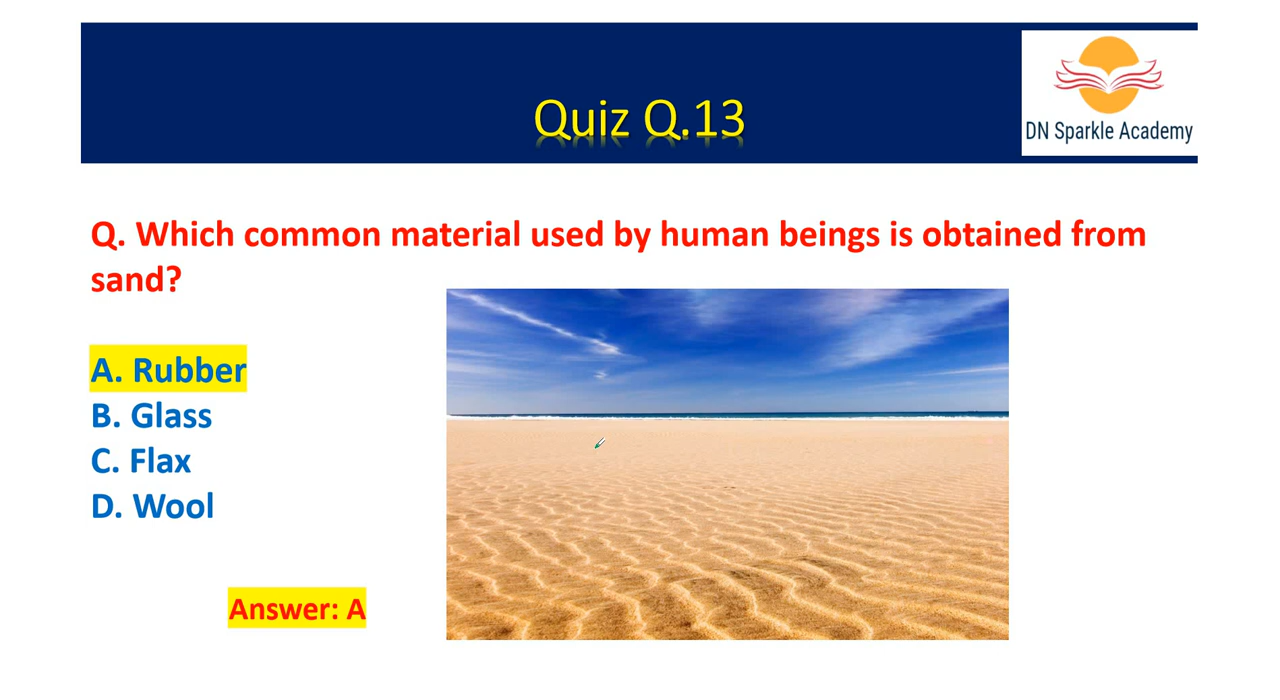 Quiz Q.13
DN Sparkle Academy
Q. Which common material used by human beings is obtained from
sand?
A. Rubber
B. Glass
C. Flax
D. Wool
Answer: A